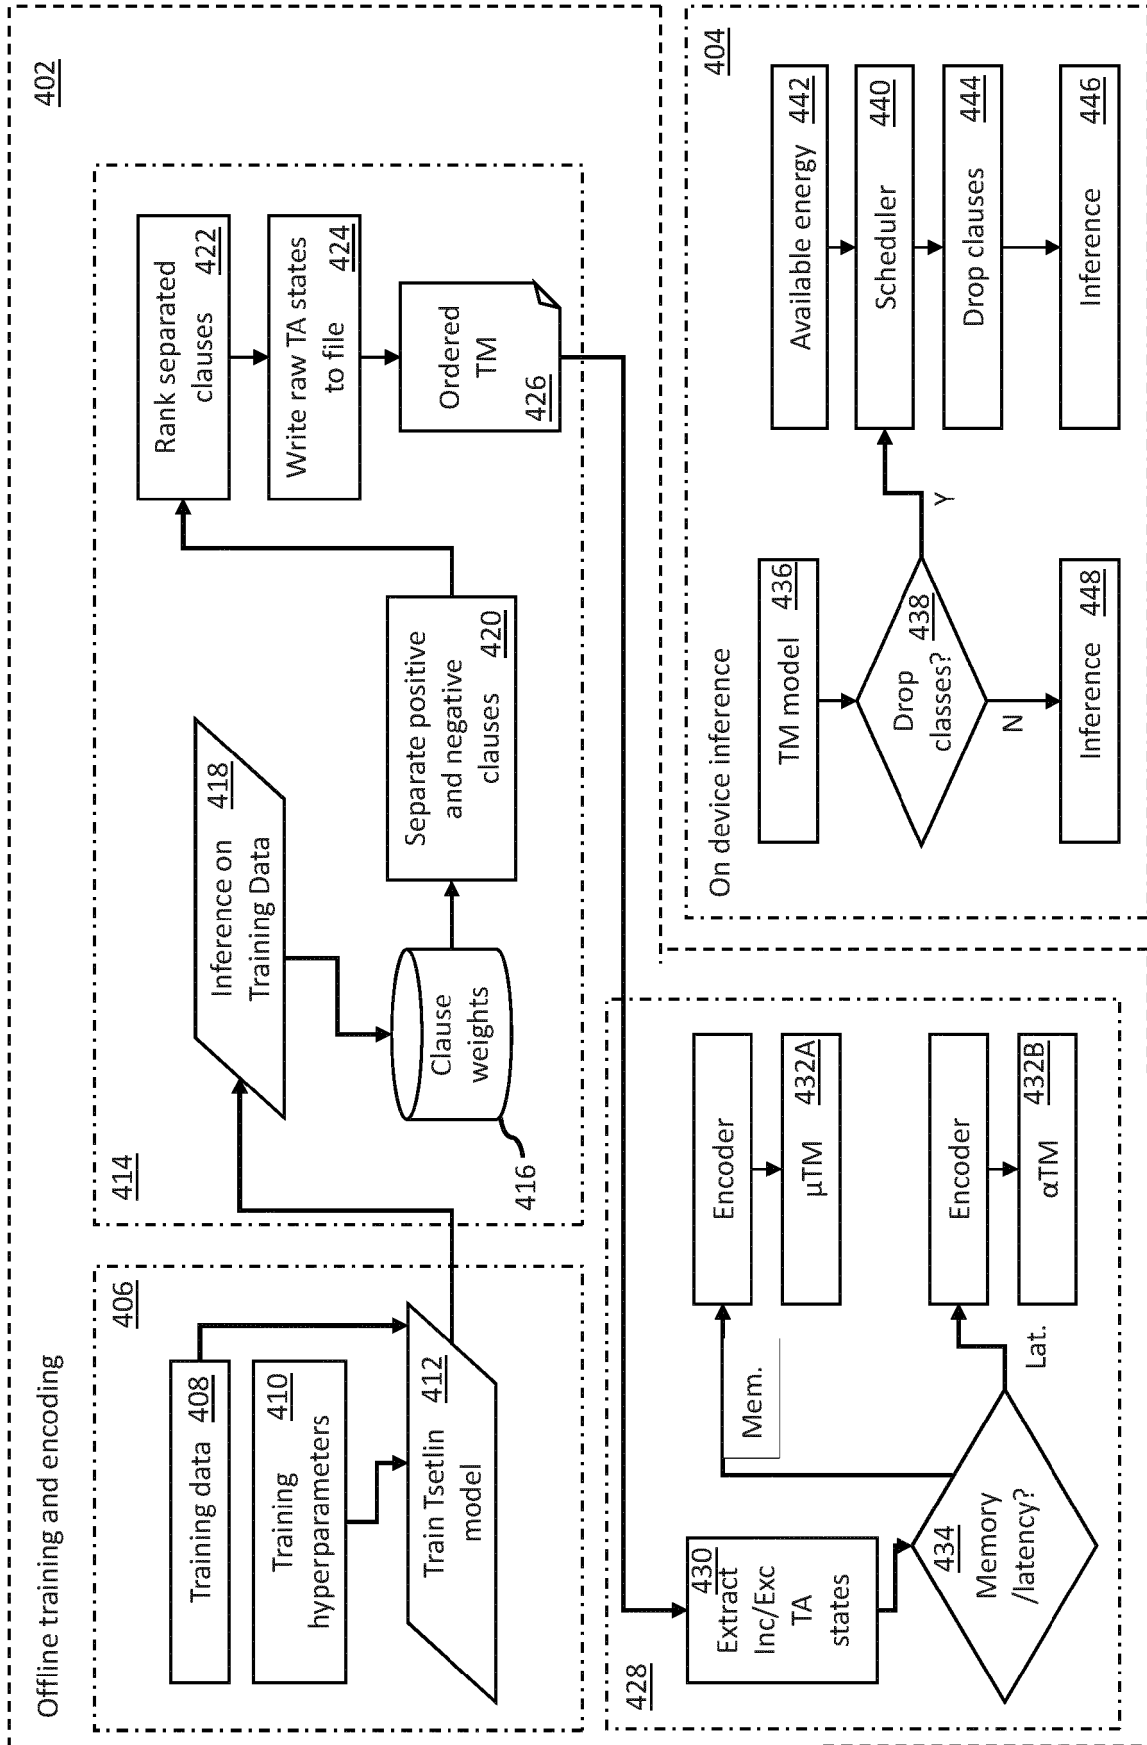 Offline training and encoding
402
406
Training data 408
Training
410
hyperparameters
Train Tsetlin 412
model
414
Inference on
418
Training Data
Clause
weights
416
Separate positive
and negative
clauses 420
Rank separated
clauses 422
Write raw TA states
to file 424
Ordered
TM
426
428
430
Extract
Inc/Exc
TA
states
434
Memory
/latency?
Mem.
Lat.
Encoder
µTM 432A
Encoder
αTM 432B
On device inference
404
TM model 436
Drop 438
classes?
Y
N
Inference 448
Available energy 442
Scheduler 440
Drop clauses 444
Inference 446